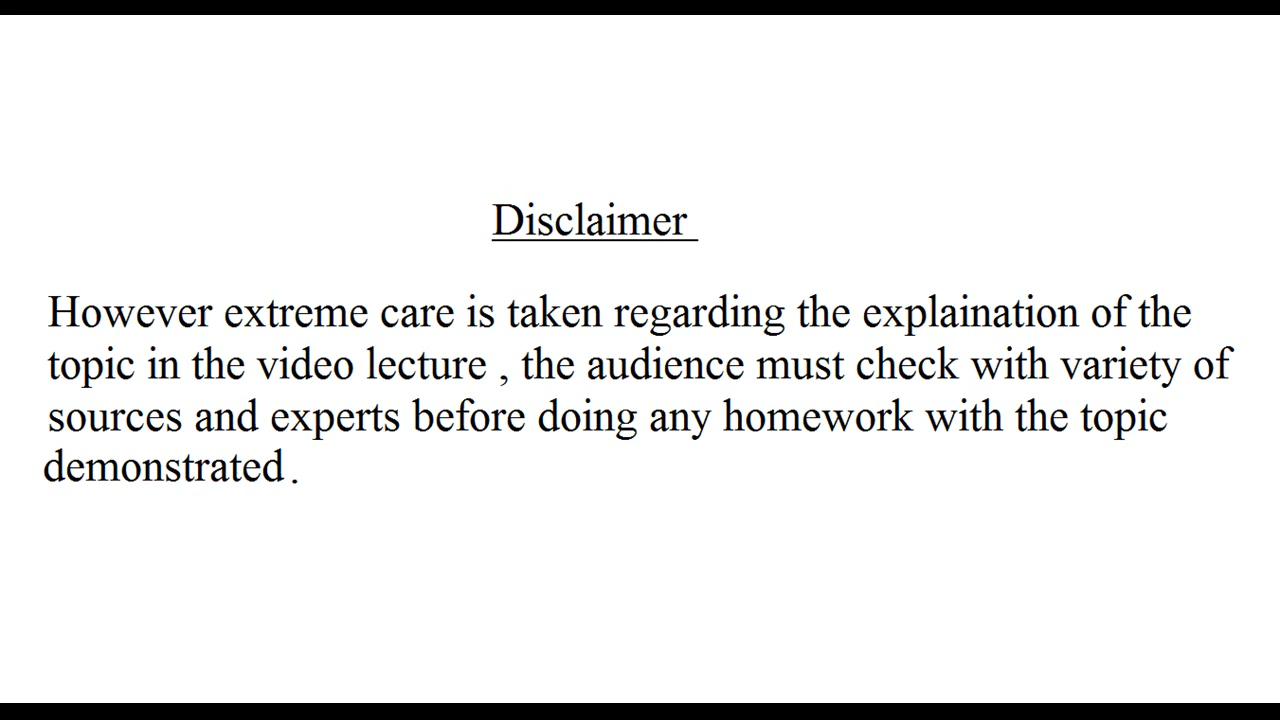 Disclaimer
However extreme care is taken regarding the explaination of the
topic in the video lecture , the audience must check with variety of
sources and experts before doing any homework with the topic
demonstrated .